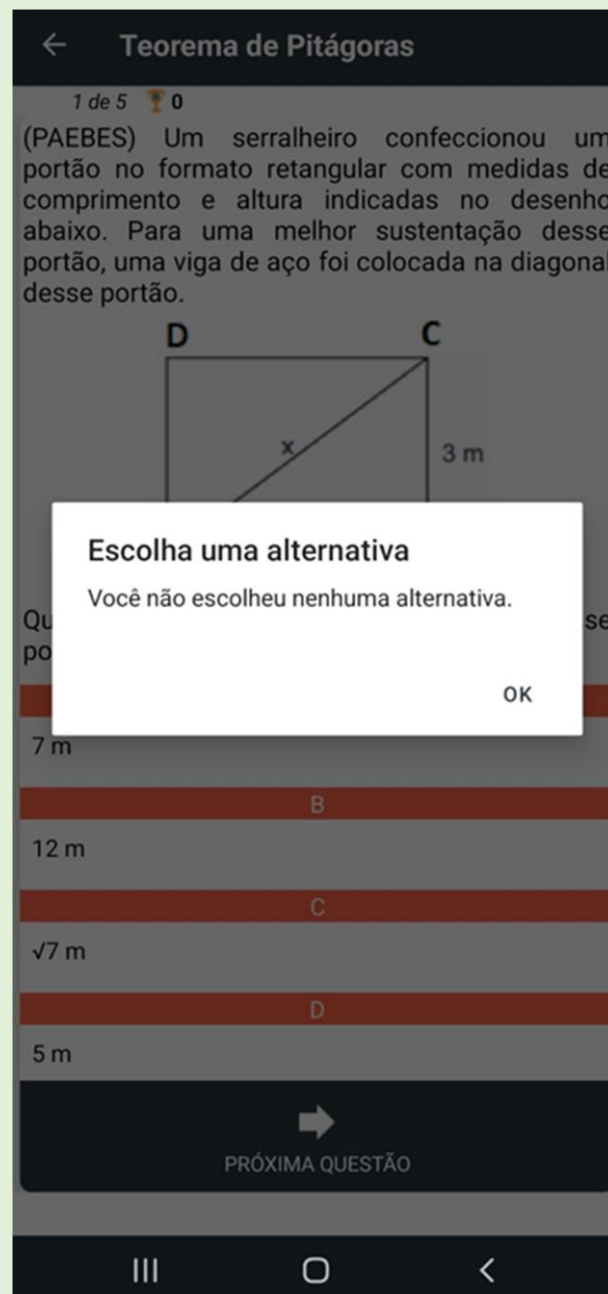 Teorema de Pitágoras
1 de 5 0
(PAEBES) Um serralheiro confeccionou um
portão no formato retangular com medidas de
comprimento e altura indicadas no desenho
abaixo. Para uma melhor sustentação desse
portão, uma viga de aço foi colocada na diagonal
desse portão.
D C
x
3 m
Escolha uma alternativa
Você não escolheu nenhuma alternativa.
OK
7 m
B
12 m
C
√7 m
D
5 m
PRÓXIMA QUESTÃO